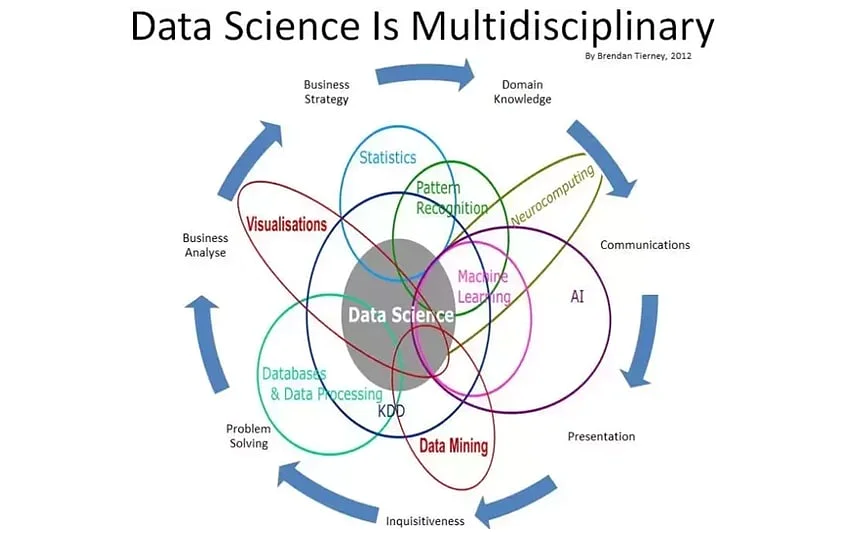 Data Science Is Multidisciplinary
By Brendan Tierney, 2012
Business
Strategy
Domain
Knowledge
Statistics
Pattern
Recognition
Neurocomputing
Visualisations
Business
Analyse
Communications
Machine
Learning
AI
Data Science
Databases
& Data Processing
KDD
Problem
Solving
Data Mining
Presentation
Inquisitiveness